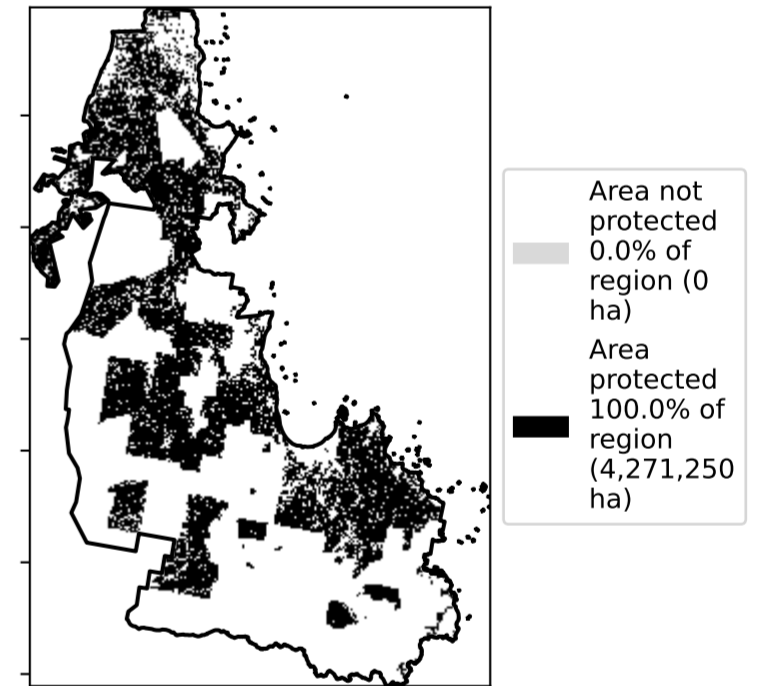 Area not
protected
0.0% of
region (0
ha)
Area
protected
100.0% of
region
(4,271,250
ha)